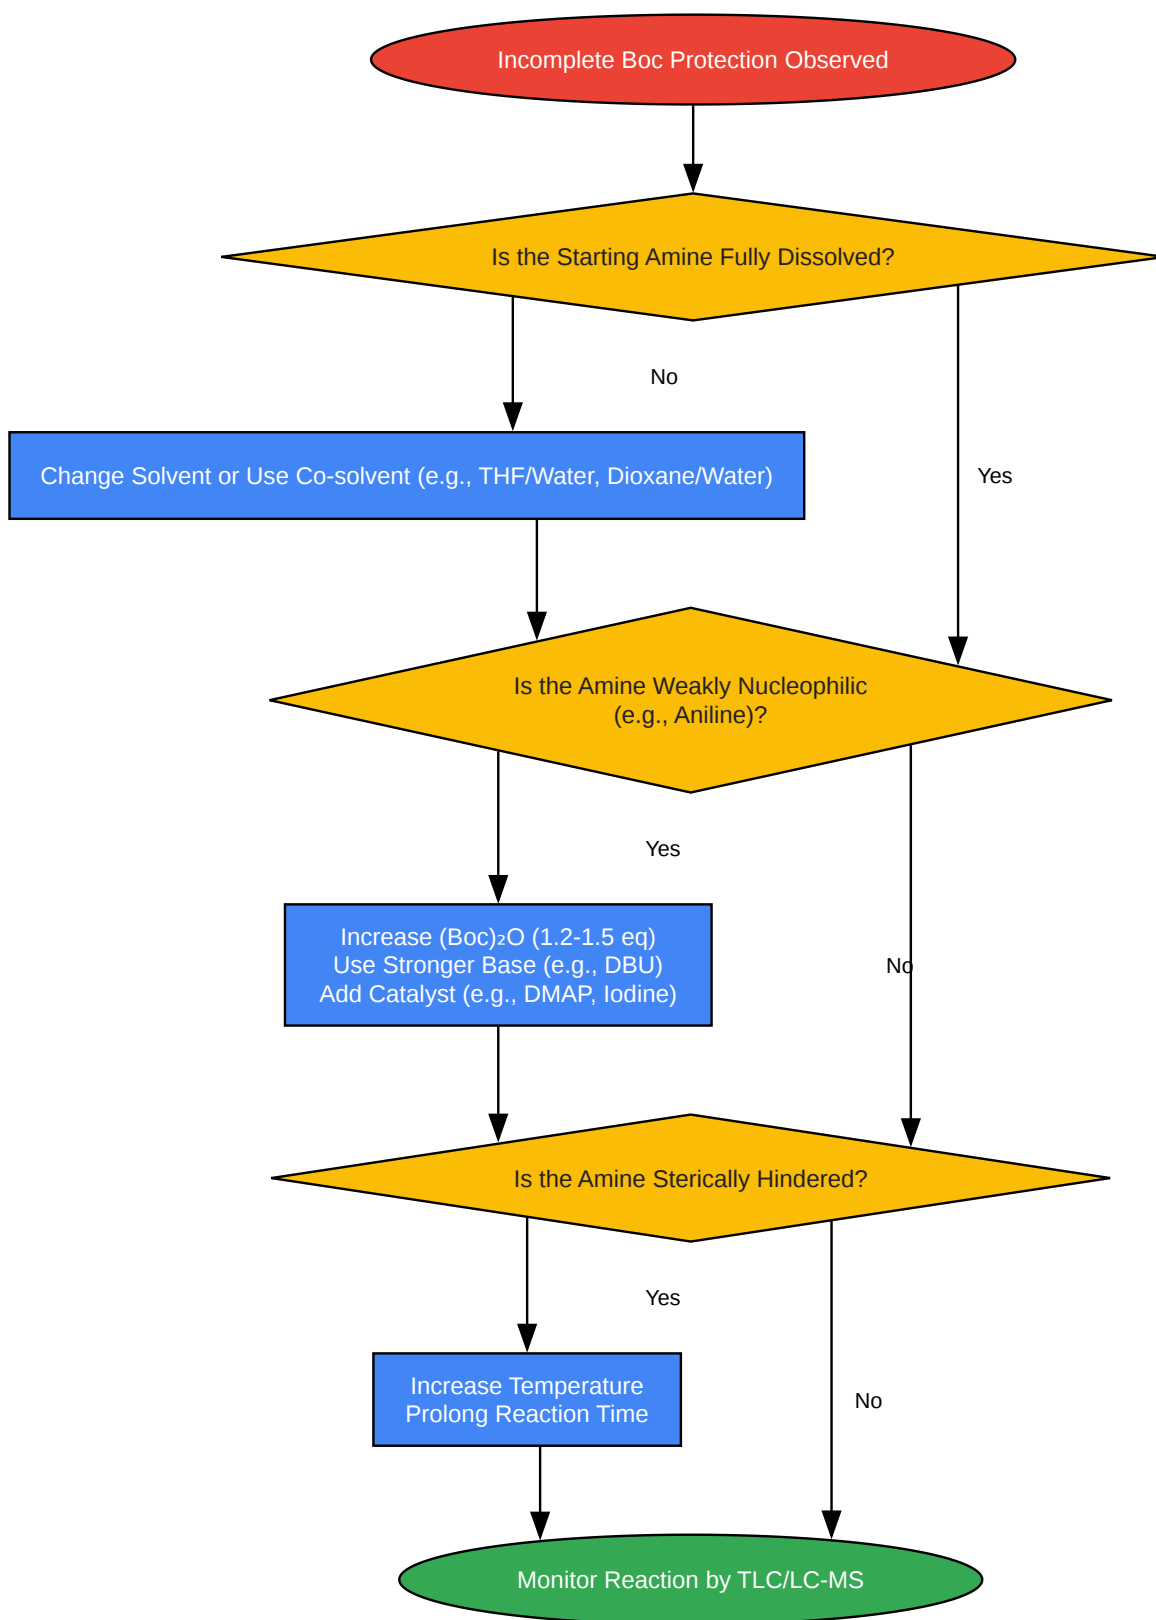 Incomplete Boc Protection Observed
Is the Starting Amine Fully Dissolved?
No
Change Solvent or Use Co-solvent (e.g., THF/Water, Dioxane/Water)
Yes
Is the Amine Weakly Nucleophilic
(e.g., Aniline)?
Yes
Increase (Boc)₂O (1.2-1.5 eq)
Use Stronger Base (e.g., DBU)
Add Catalyst (e.g., DMAP, Iodine)
No
Is the Amine Sterically Hindered?
Yes
Increase Temperature
Prolong Reaction Time
No
Monitor Reaction by TLC/LC-MS